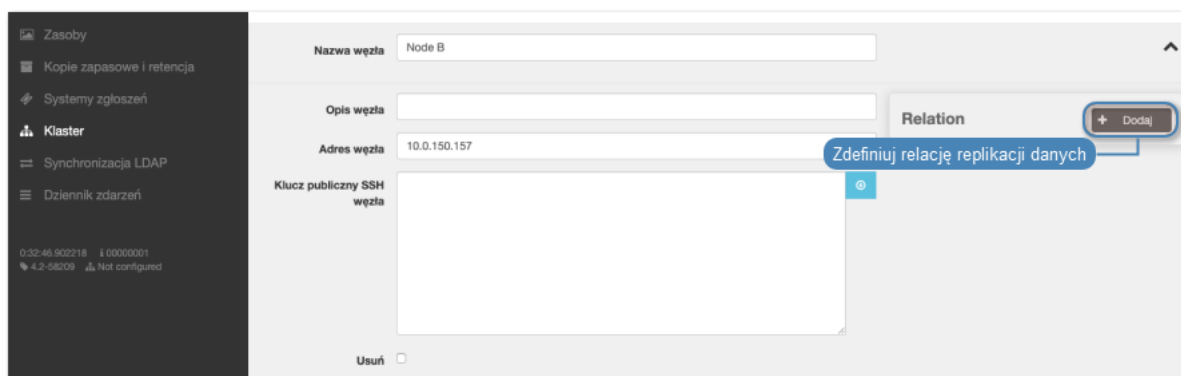 Zasoby
Kopie zapasowe i retencja
Systemy zgłoszeń
Klaster
Synchronizacja LDAP
Dziennik zdarzeń
0:32:46.902218 00000001
4.2-58209 Not configured
Nazwa węzła Node B
Opis węzła
Adres węzła 10.0.150.157
Klucz publiczny SSH
węzła
Usuń
Relation + Dodaj
Zdefiniuj relację replikacji danych